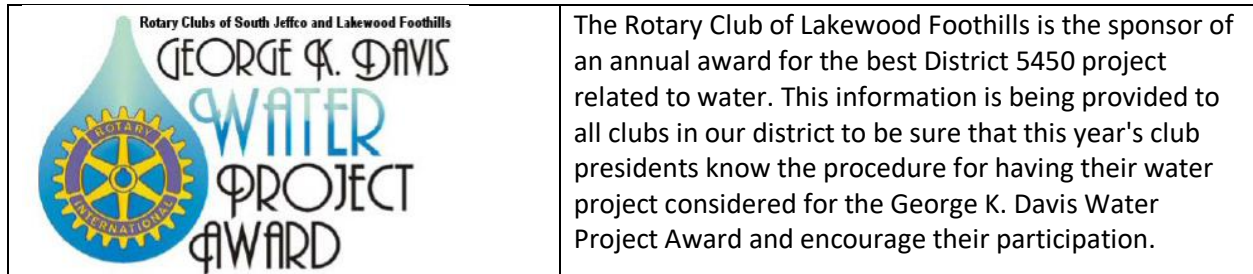 Rotary Clubs of South Jeffco and Lakewood Foothills
GEORGE K. DAVIS
WATER
PROJECT
AWARD
ROTARY
INTERNATIONAL
The Rotary Club of Lakewood Foothills is the sponsor of
an annual award for the best District 5450 project
related to water. This information is being provided to
all clubs in our district to be sure that this year's club
presidents know the procedure for having their water
project considered for the George K. Davis Water
Project Award and encourage their participation.